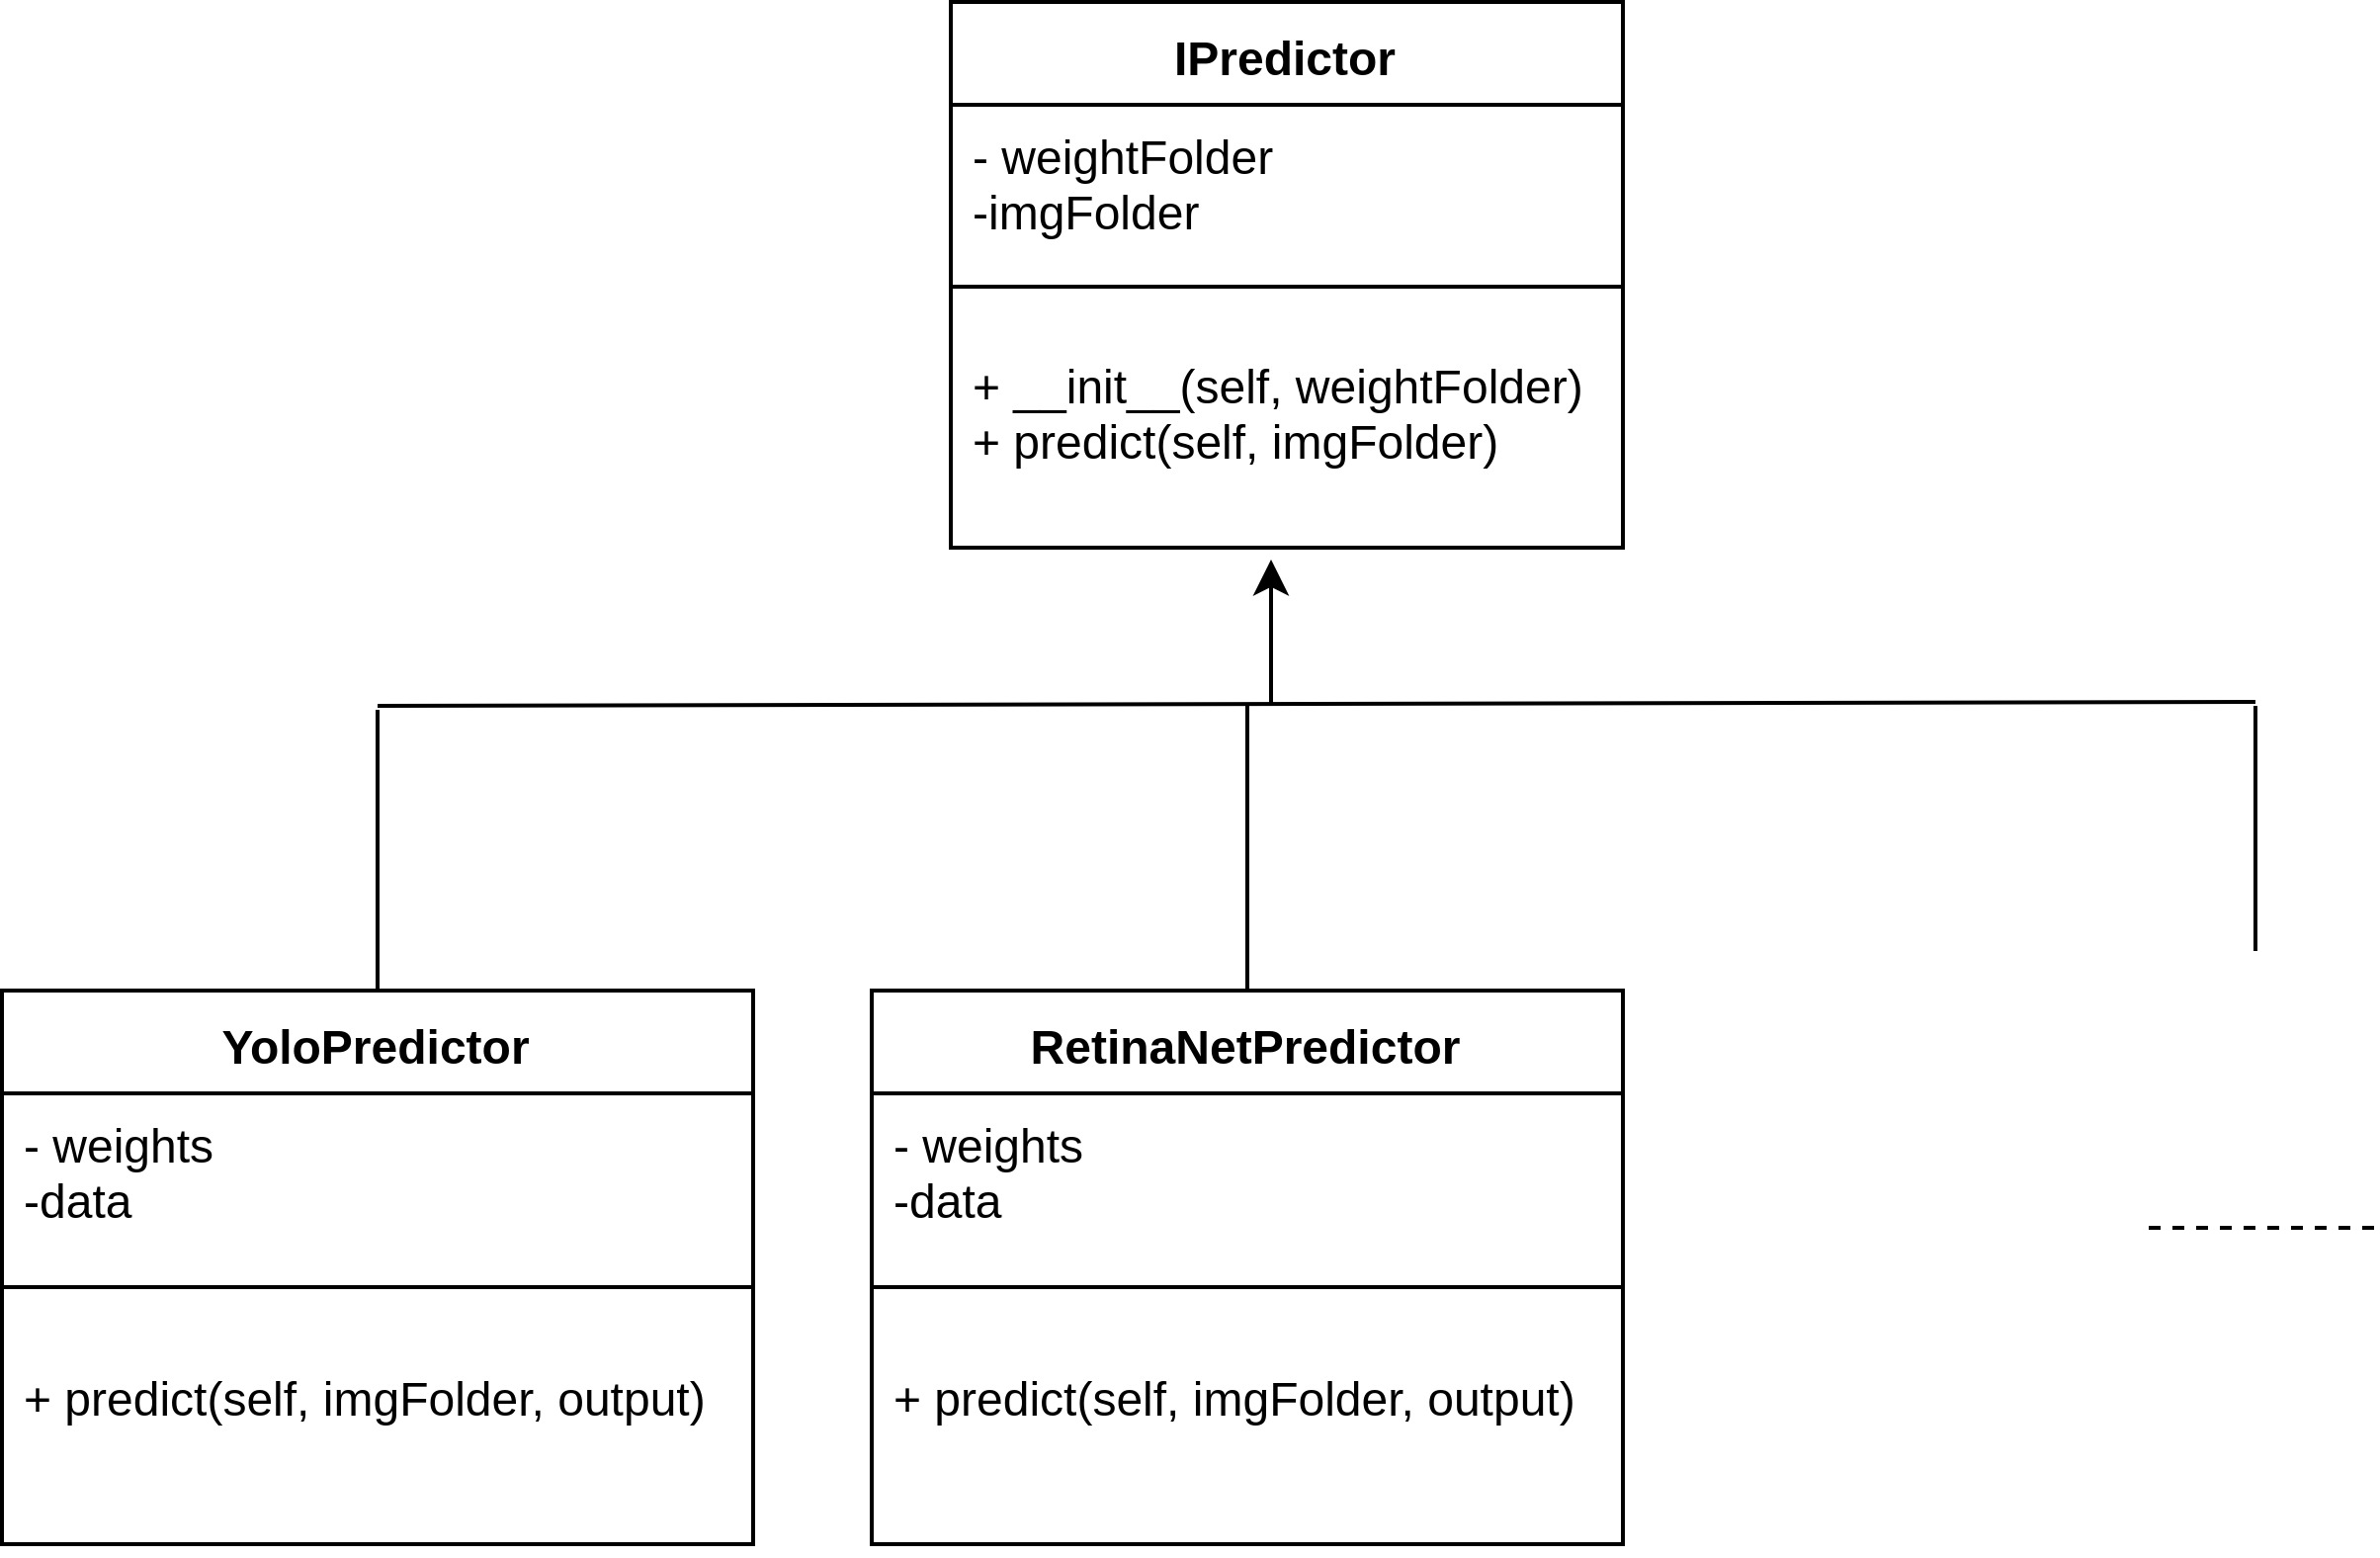 IPredictor
- weightFolder
-imgFolder
+ __init__(self, weightFolder)
+ predict(self, imgFolder)
YoloPredictor
- weights
-data
+ predict(self, imgFolder, output)
RetinaNetPredictor
- weights
-data
+ predict(self, imgFolder, output)